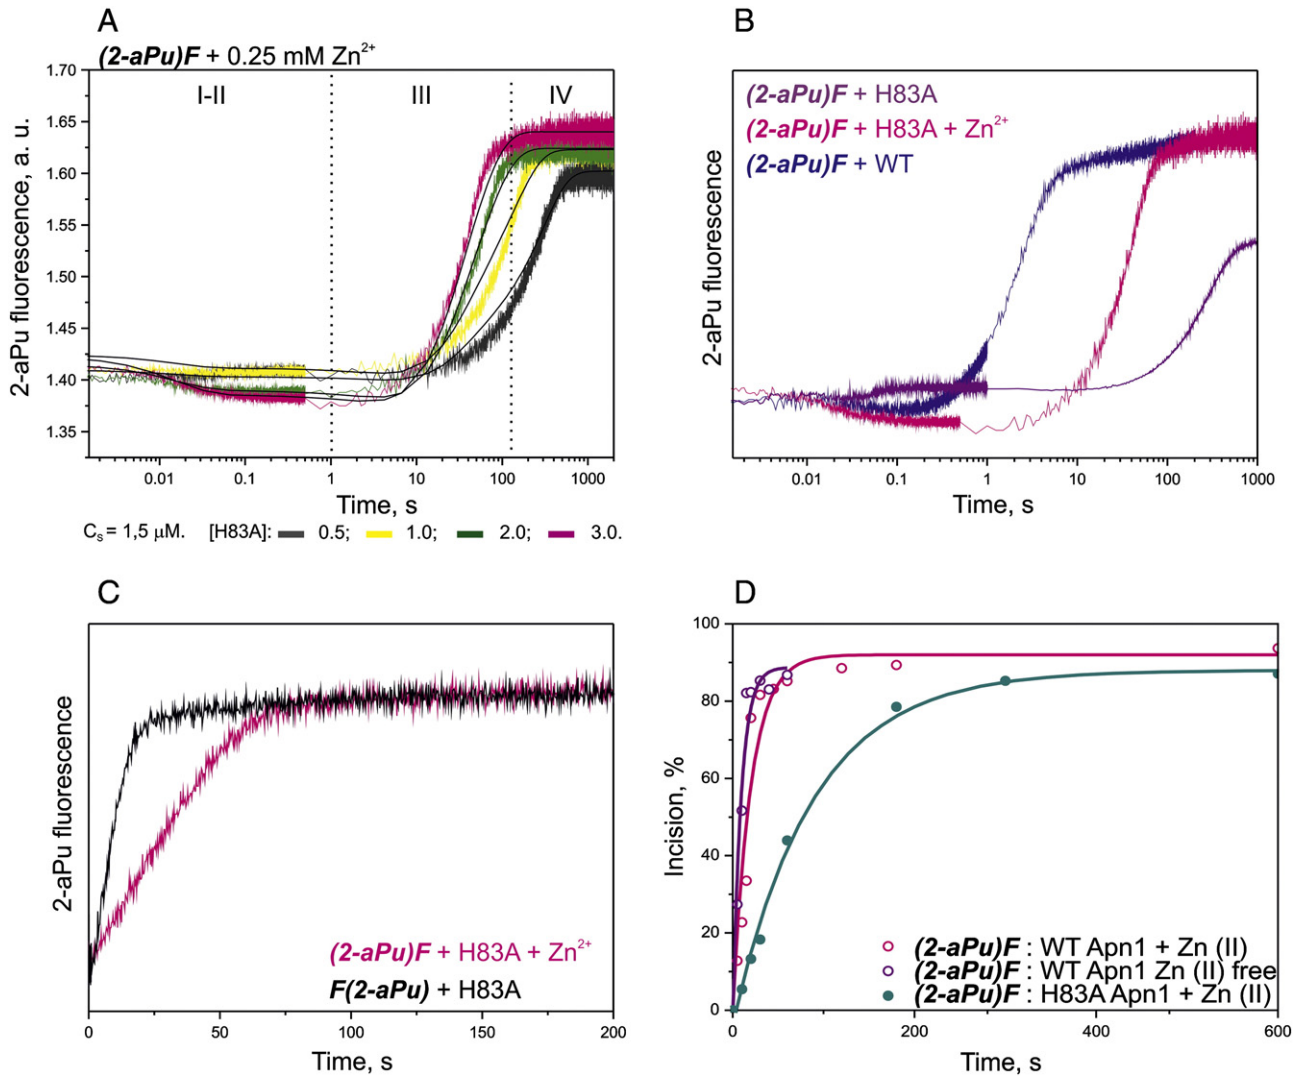 A
(2-aPu)F + 0.25 mM Zn²⁺
1.70
1.65
1.60
1.55
1.50
1.45
1.40
1.35
2-aPu fluorescence, a. u.
I-II
III
IV
0.01
0.1
1
10
100
1000
Time, s
Cₛ = 1,5 μM. [H83A]: 0.5; 1.0; 2.0; 3.0.
B
(2-aPu)F + H83A
(2-aPu)F + H83A + Zn²⁺
(2-aPu)F + WT
2-aPu fluorescence
0.01
0.1
1
10
100
1000
Time, s
C
2-aPu fluorescence
(2-aPu)F + H83A + Zn²⁺
F(2-aPu) + H83A
0
50
100
150
200
Time, s
D
100
80
60
40
20
0
Incision, %
(2-aPu)F : WT Apn1 + Zn (II)
(2-aPu)F : WT Apn1 Zn (II) free
(2-aPu)F : H83A Apn1 + Zn (II)
0
200
400
600
Time, s